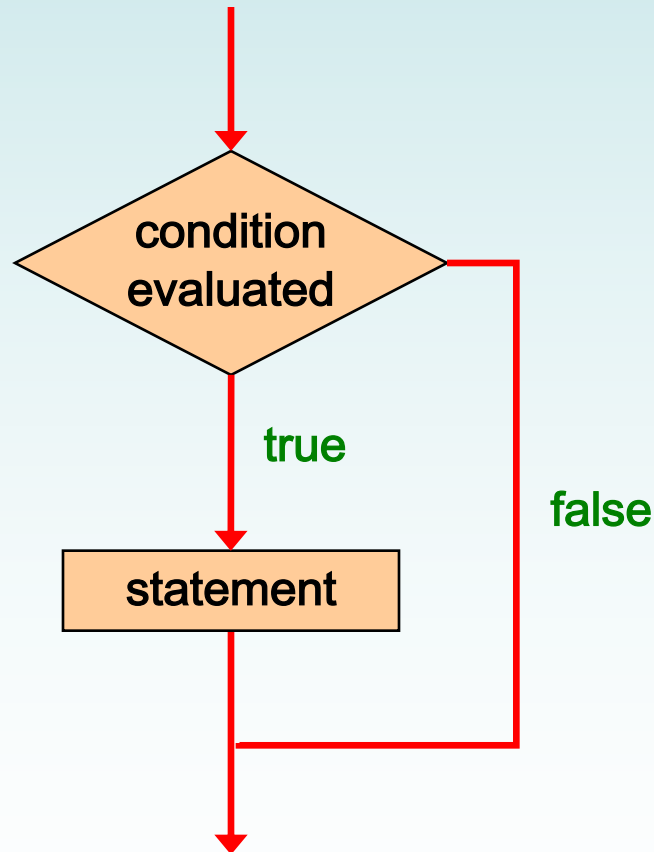 condition
evaluated
true
false
statement